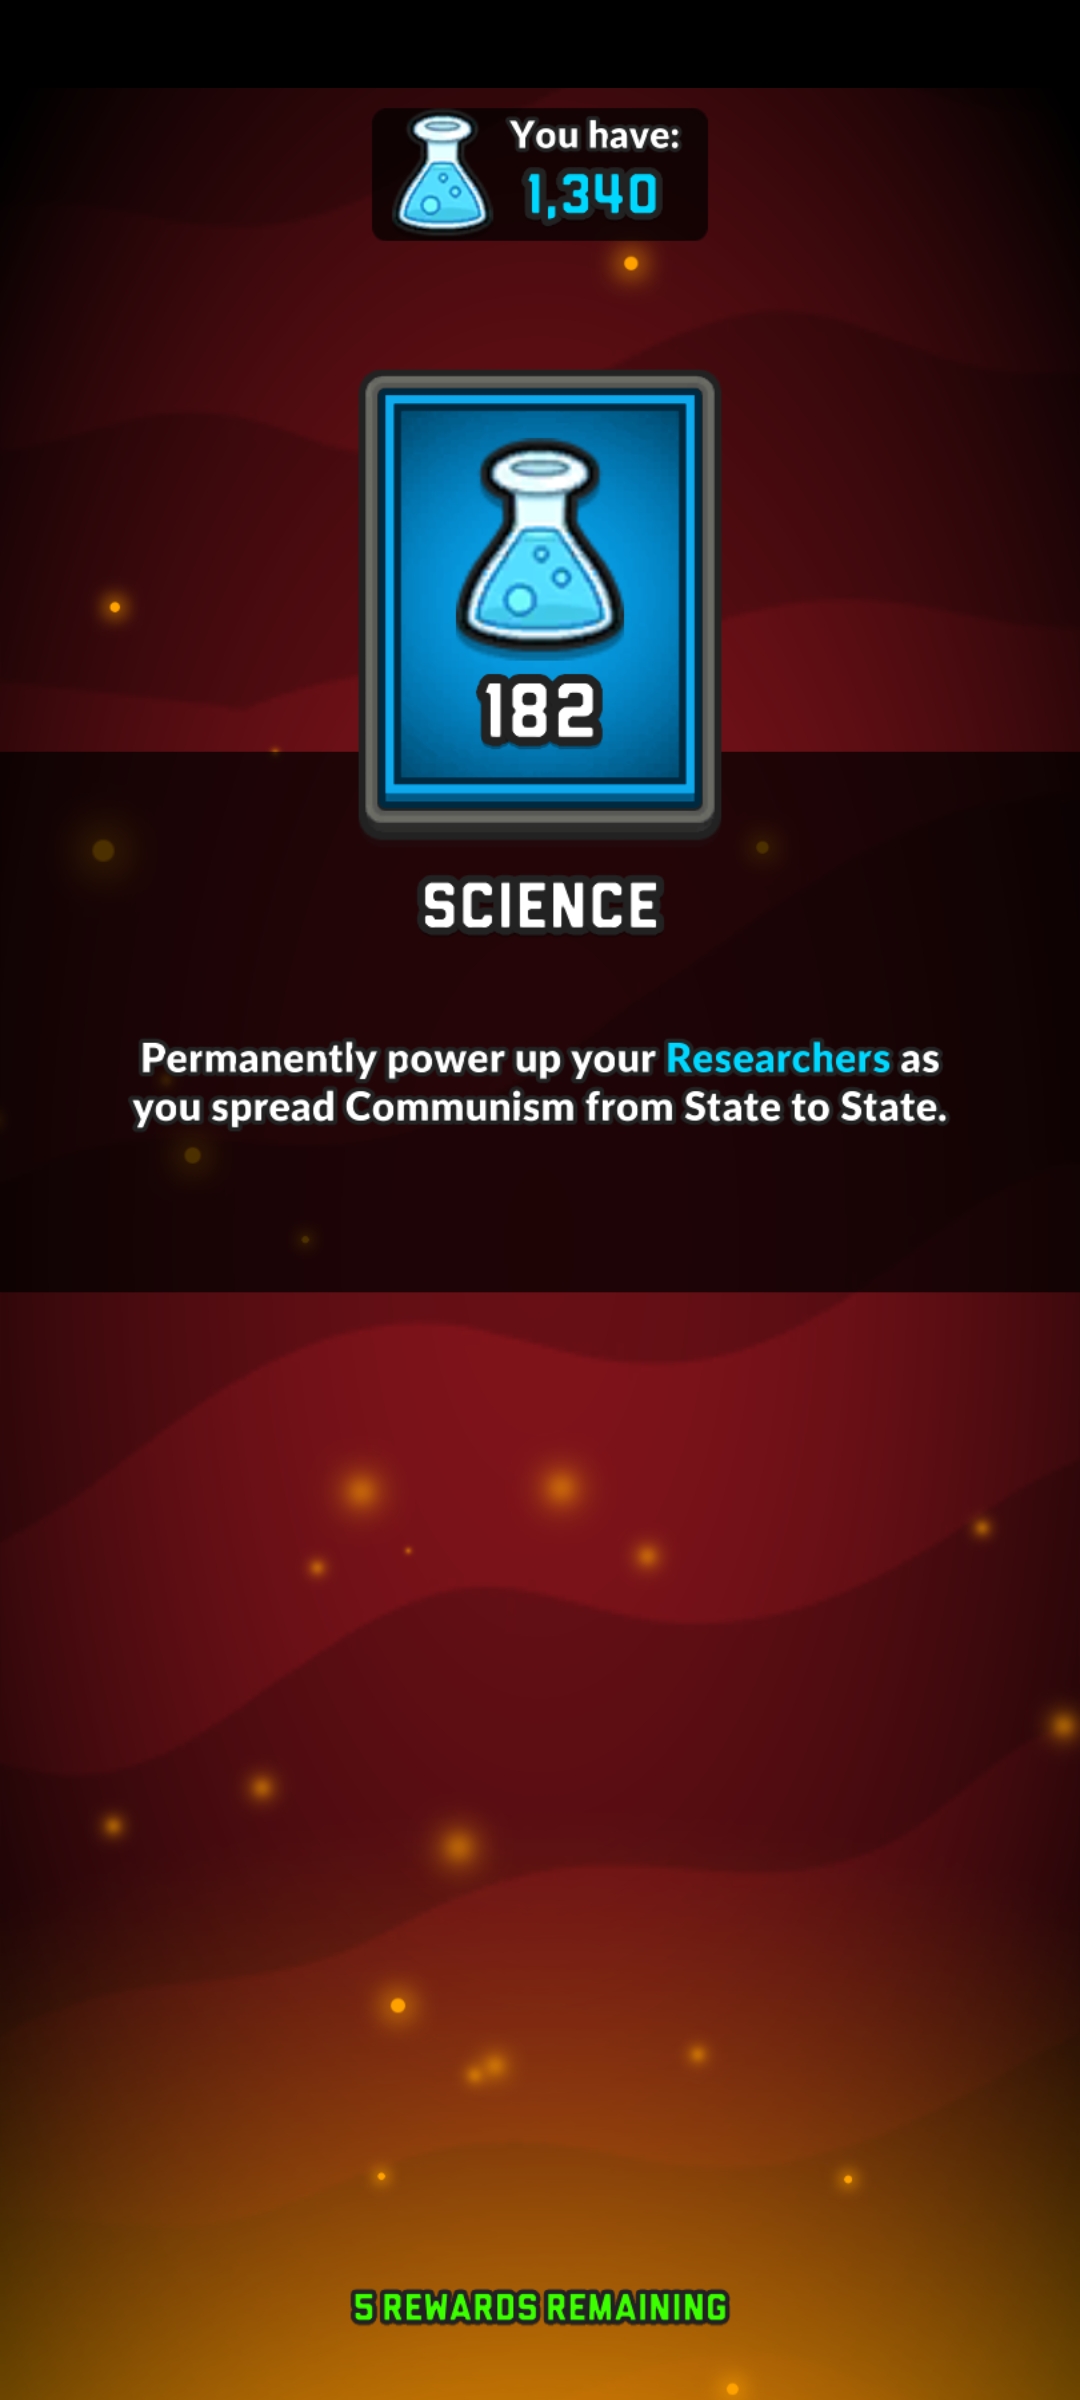 You have:
1,340
182
SCIENCE
Permanently power up your Researchers as
you spread Communism from State to State.
5 REWARDS REMAINING